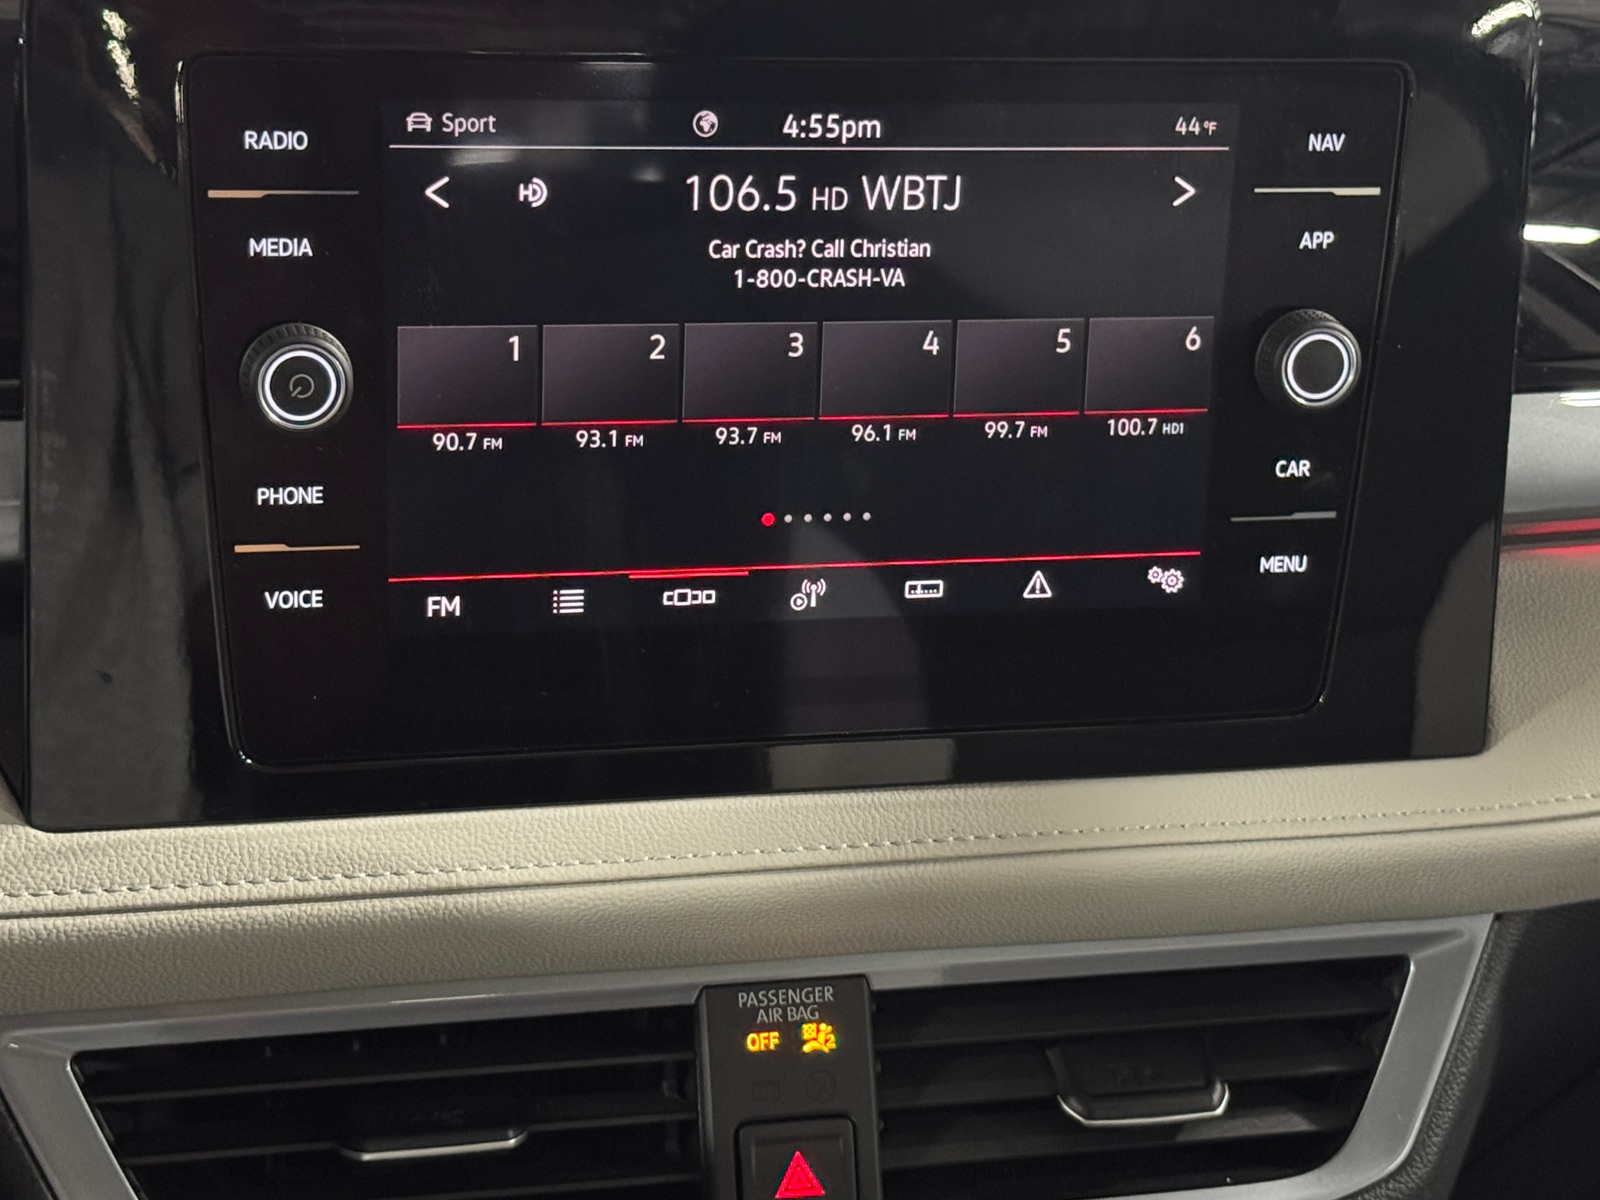 RADIO
MEDIA
PHONE
VOICE
Sport
4:55pm
44°F
HD
106.5 HD WBTJ
Car Crash? Call Christian
1-800-CRASH-VA
1
2
3
4
5
6
90.7 FM
93.1 FM
93.7 FM
96.1 FM
99.7 FM
100.7 HD1
FM
NAV
APP
CAR
MENU
PASSENGER
AIR BAG
OFF
2